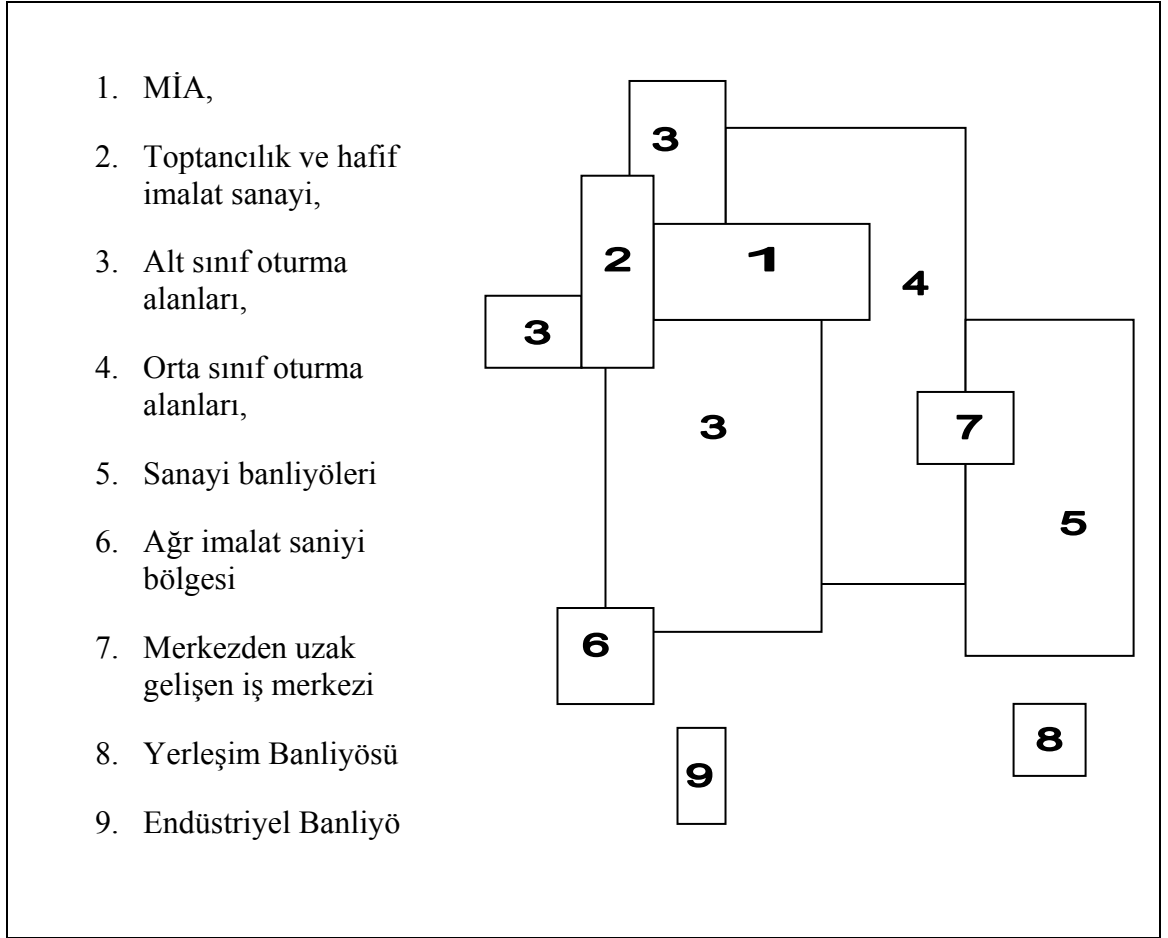 1. MİA,
2. Toptancılık ve hafif
imalat sanayi,
3. Alt sınıf oturma
alanları,
4. Orta sınıf oturma
alanları,
5. Sanayi banliyöleri
6. Ağr imalat saniyi
bölgesi
7. Merkezden uzak
gelişen iş merkezi
8. Yerleşim Banliyösü
9. Endüstriyel Banliyö
3
2
1
4
3
3
7
5
6
8
9